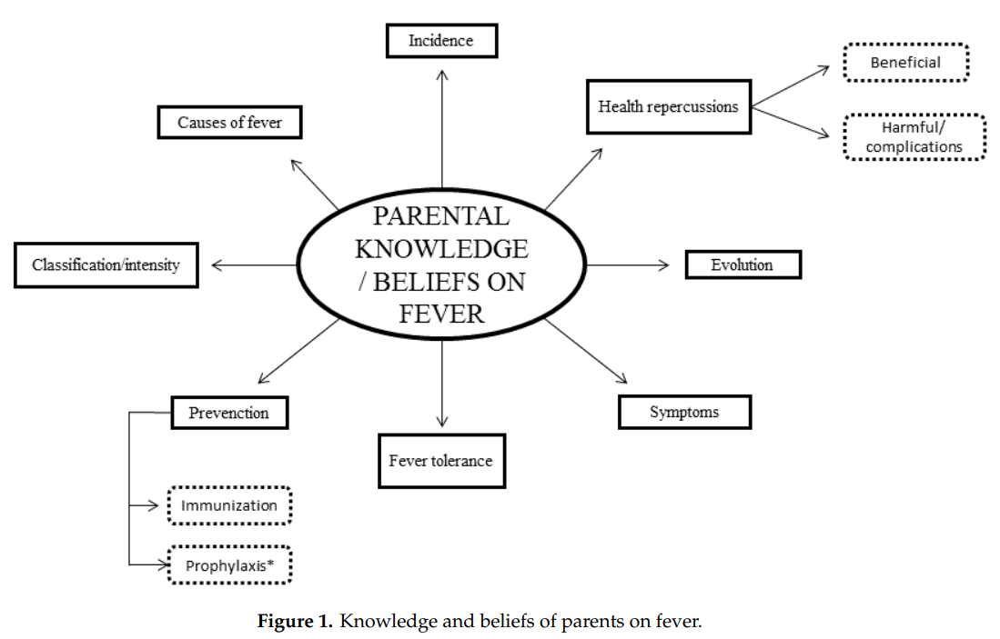 Incidence
Beneficial
Health repercussions
Causes of fever
Harmful/
complications
PARENTAL
KNOWLEDGE
/ BELIEFS ON
FEVER
Classification/intensity
Evolution
Prevenction
Symptoms
Fever tolerance
Immunization
Prophylaxis*
Figure 1. Knowledge and beliefs of parents on fever.